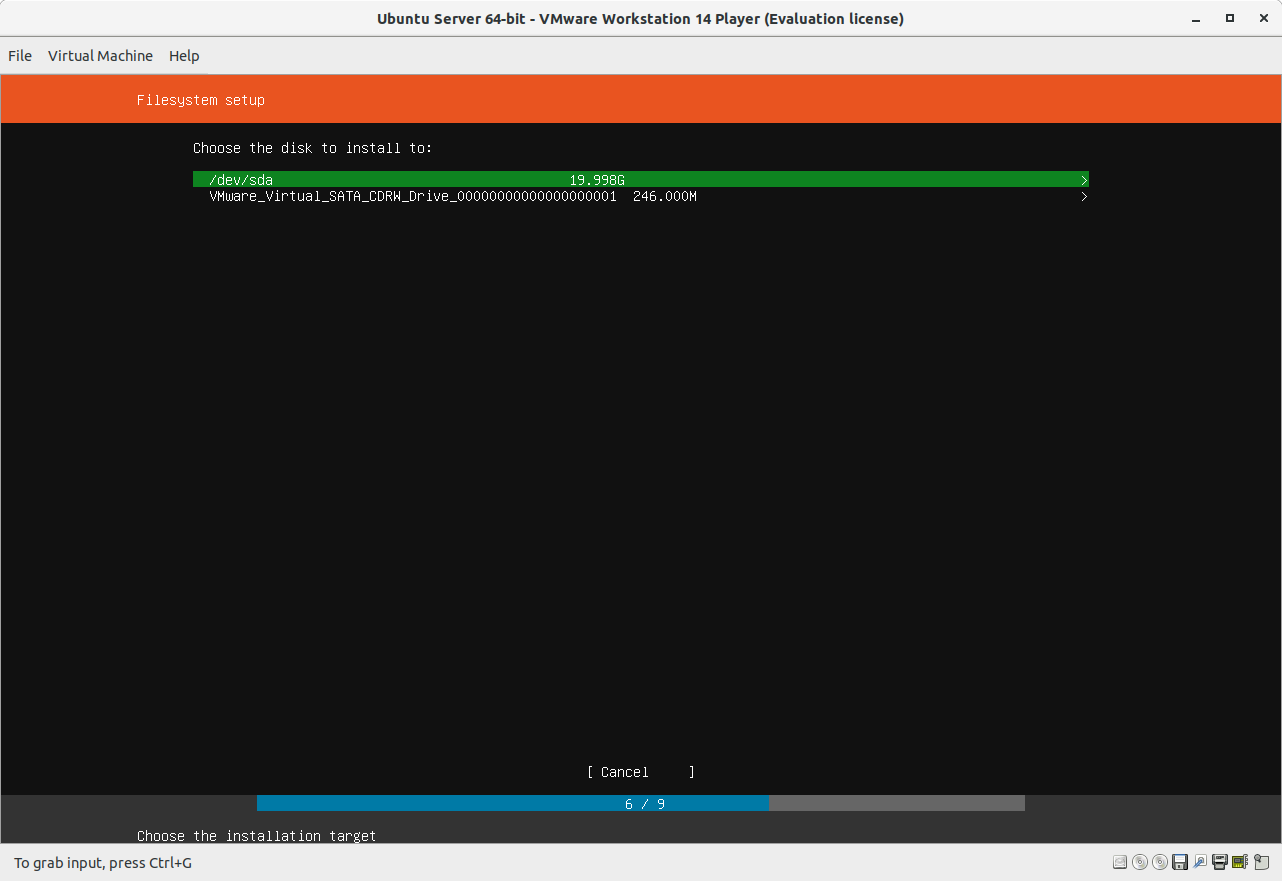 Ubuntu Server 64-bit - VMware Workstation 14 Player (Evaluation license)
File Virtual Machine Help
Filesystem setup
Choose the disk to install to:
/dev/sda 19.998G >
VMware_Virtual_SATA_CDRW_Drive_00000000000000000001 246.000M >
[ Cancel ]
6 / 9
Choose the installation target
To grab input, press Ctrl+G